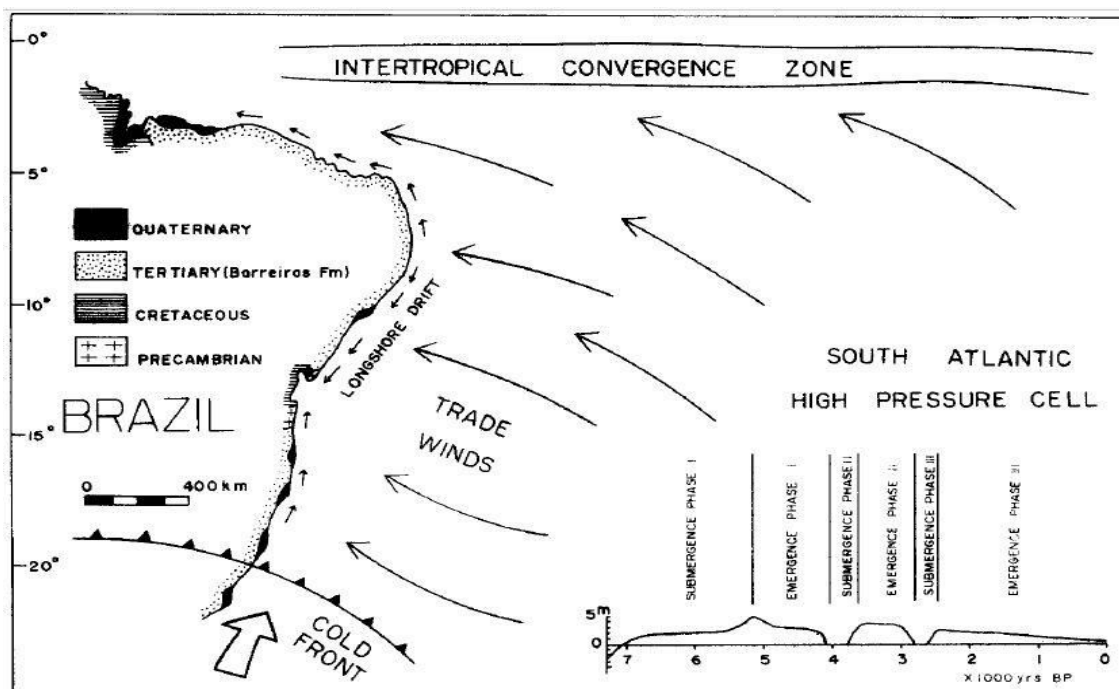 0°
INTERTROPICAL CONVERGENCE ZONE
5°
QUATERNARY
TERTIARY (Barreiras Fm)
CRETACEOUS
PRECAMBRIAN
10°
LONGSHORE DRIFT
SOUTH ATLANTIC
HIGH PRESSURE CELL
BRAZIL
15°
TRADE
WINDS
0 400 km
20°
COLD
FRONT
SUBMERGENCE PHASE I
EMERGENCE PHASE I
SUBMERGENCE PHASE II
EMERGENCE PHASE II
SUBMERGENCE PHASE III
EMERGENCE PHASE III
5m
0
7 6 5 4 3 2 1 0
X1000 yrs BP